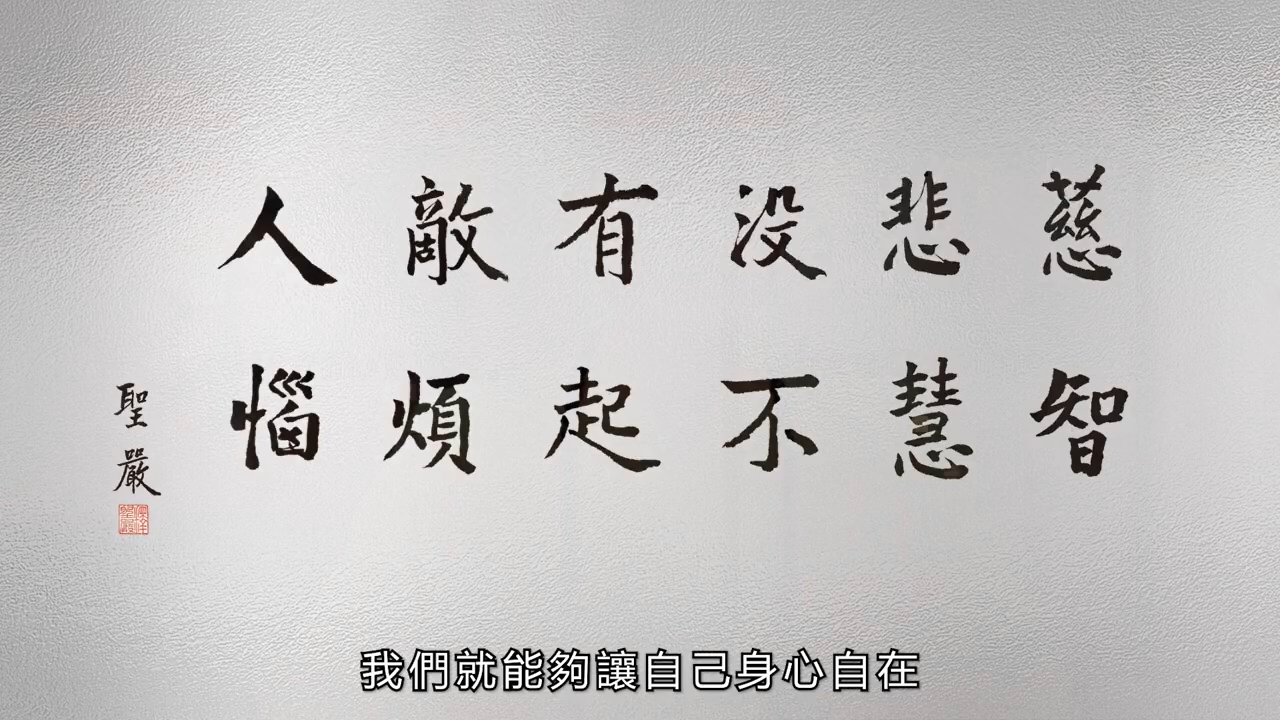 慈悲沒有敵人
智慧不起煩惱
聖嚴
我們就能夠讓自己身心自在